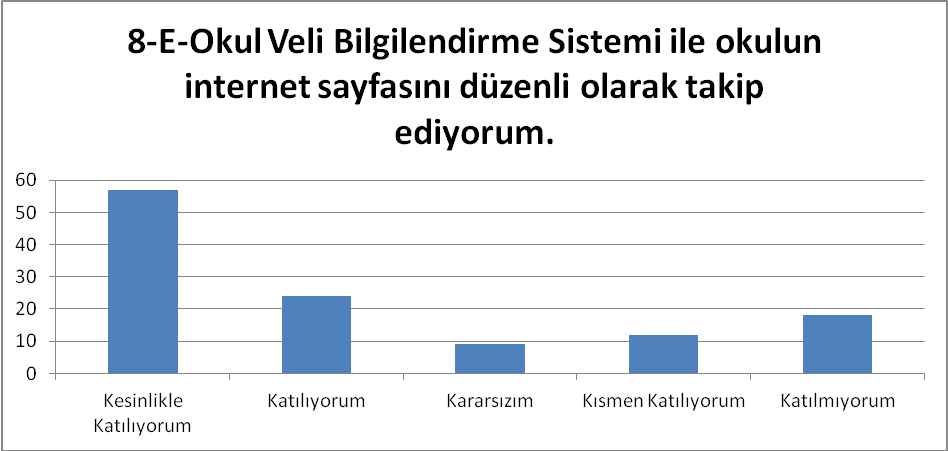 8-E-Okul Veli Bilgilendirme Sistemi ile okulun
internet sayfasını düzenli olarak takip
ediyorum.
60
50
40
30
20
10
0
Kesinlikle
Katılıyorum
Katılıyorum
Kararsızım
Kısmen Katılıyorum
Katılmıyorum